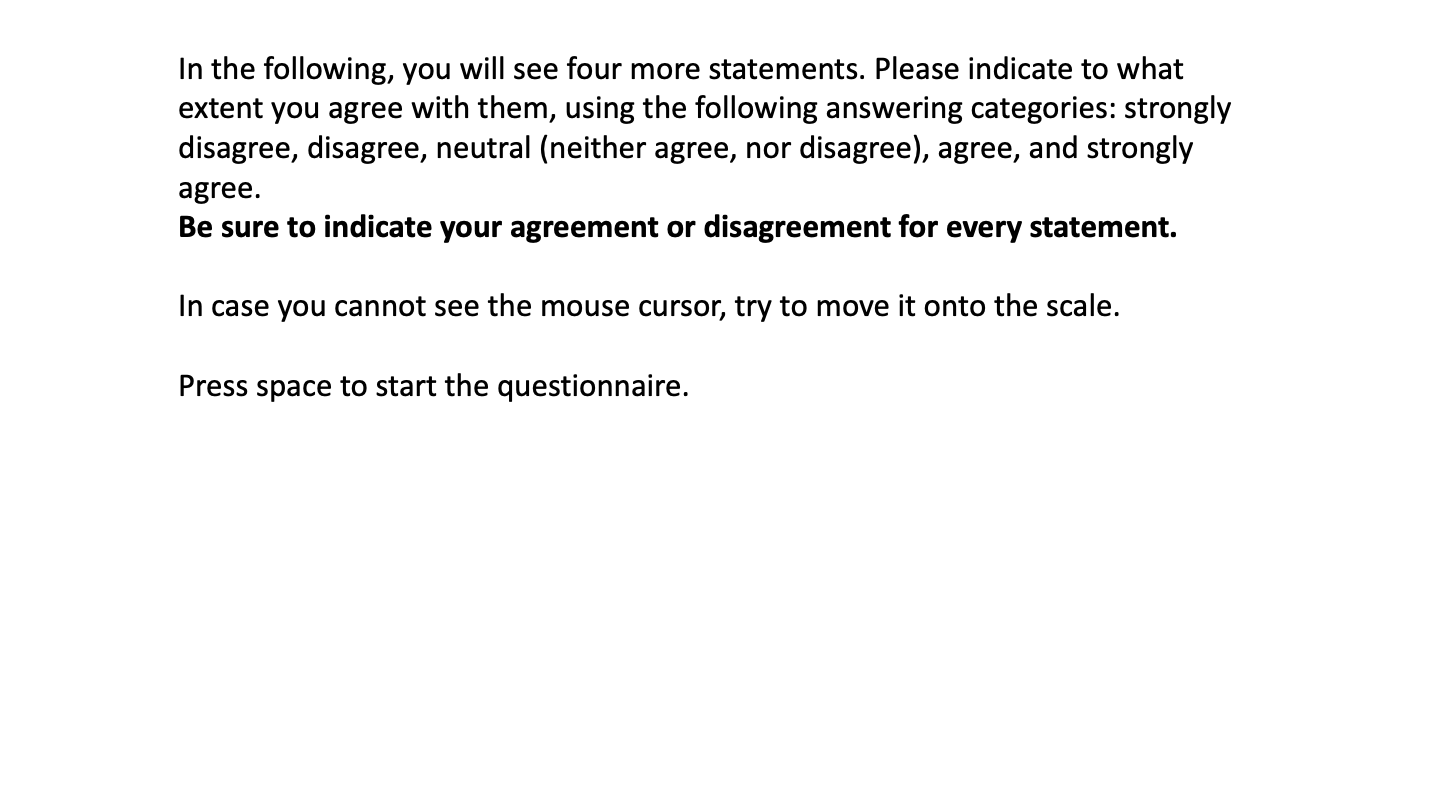 In the following, you will see four more statements. Please indicate to what
extent you agree with them, using the following answering categories: strongly
disagree, disagree, neutral (neither agree, nor disagree), agree, and strongly
agree.
Be sure to indicate your agreement or disagreement for every statement.
In case you cannot see the mouse cursor, try to move it onto the scale.
Press space to start the questionnaire.